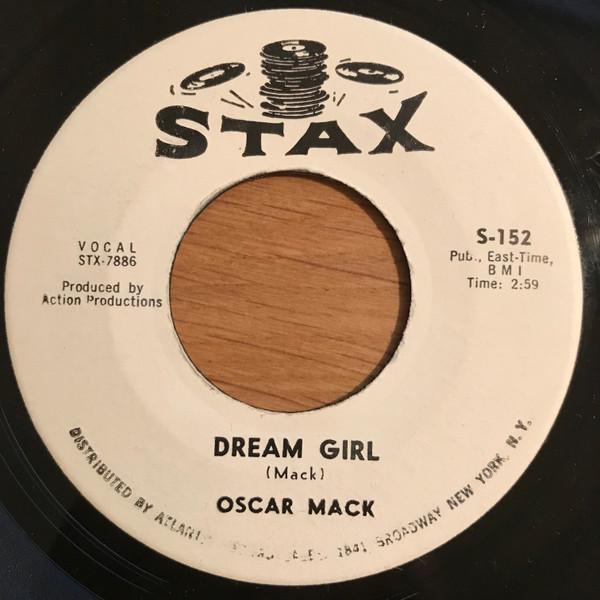 STAX
VOCAL
STX-7886
Produced by
Action Productions
S-152
Pub., East-Time,
BMI
Time: 2:59
DREAM GIRL
(Mack)
OSCAR MACK
DISTRIBUTED BY 1841 BROADWAY NEW YORK, N. Y.